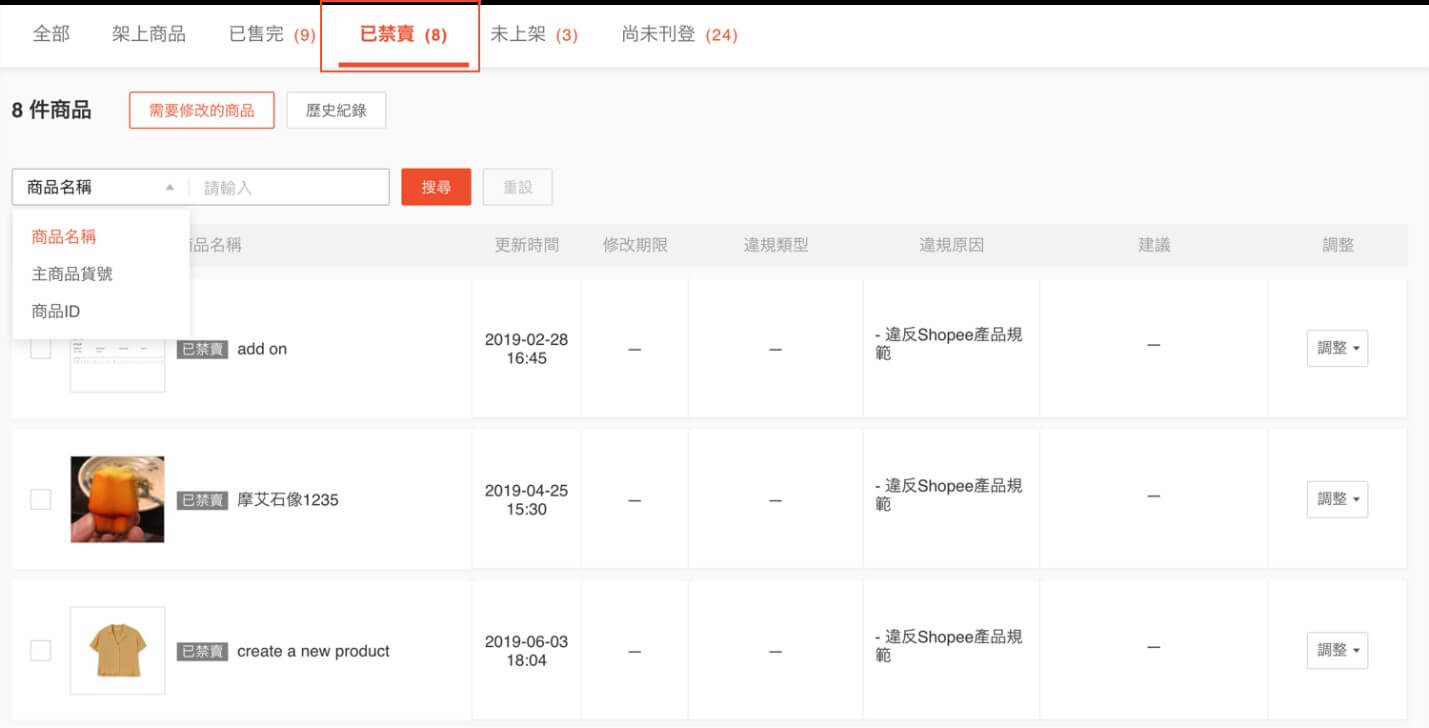 全部 架上商品 已售完 (9) 已禁賣 (8) 未上架 (3) 尚未刊登 (24)
8 件商品 需要修改的商品 歷史紀錄
商品名稱 請輸入 搜尋 重設
商品名稱
主商品貨號
商品ID
品名稱 更新時間 修改期限 違規類型 違規原因 建議 調整
已禁賣 add on
2019-02-28
16:45
—
—
- 違反Shopee產品規
範
—
調整
已禁賣 摩艾石像1235
2019-04-25
15:30
—
—
- 違反Shopee產品規
範
—
調整
已禁賣 create a new product
2019-06-03
18:04
—
—
- 違反Shopee產品規
範
—
調整